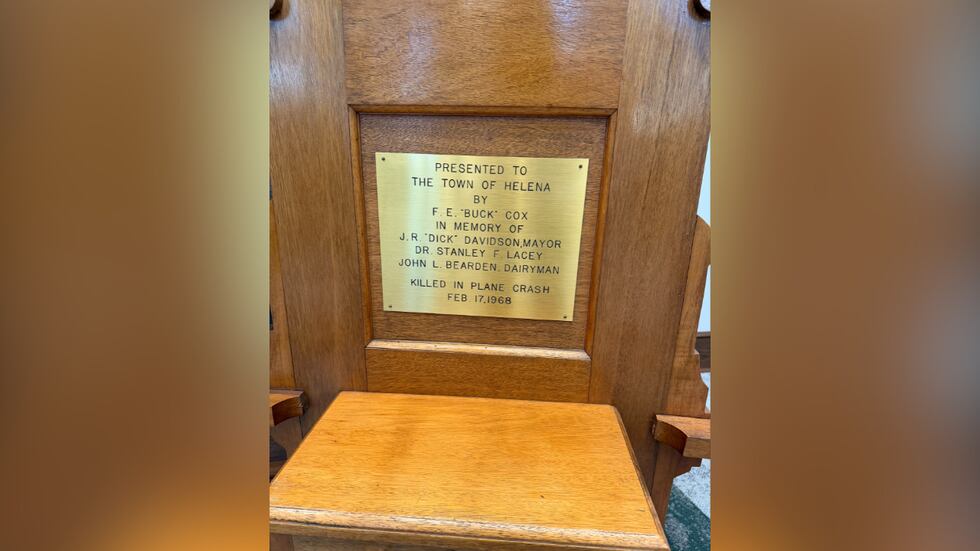 PRESENTED TO
THE TOWN OF HELENA
BY
F. E. "BUCK" COX
IN MEMORY OF
J. R. "DICK" DAVIDSON, MAYOR
DR. STANLEY F. LACEY
JOHN L. BEARDEN, DAIRYMAN
KILLED IN PLANE CRASH
FEB 17, 1968